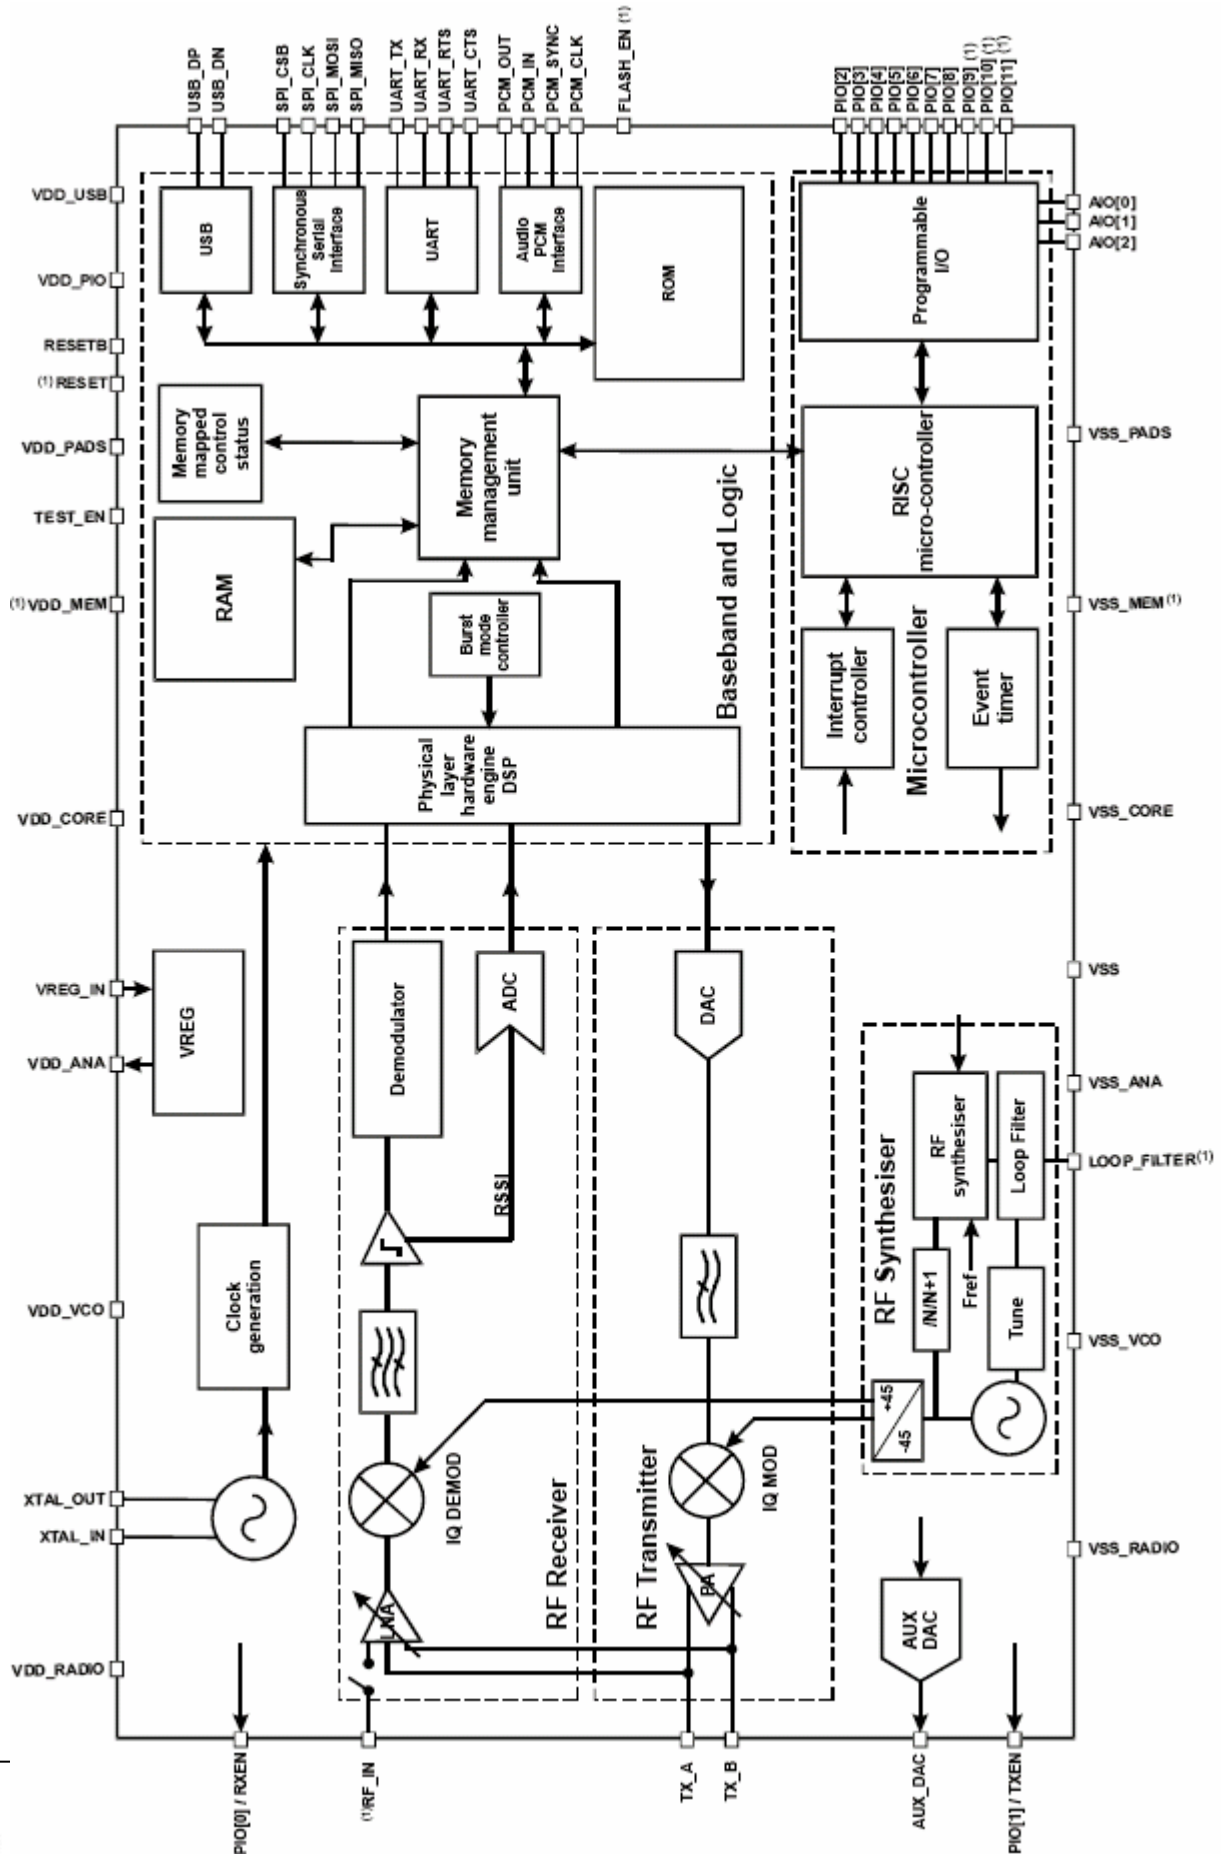 USB_DP
USB_DN
SPI_CSB
SPI_CLK
SPI_MOSI
SPI_MISO
UART_TX
UART_RX
UART_RTS
UART_CTS
PCM_OUT
PCM_IN
PCM_SYNC
PCM_CLK
FLASH_EN (1)
PIO[2]
PIO[3]
PIO[4]
PIO[5]
PIO[6]
PIO[7]
PIO[8]
PIO[9] (1)
PIO[10] (1)
PIO[11] (1)
VDD_USB
VDD_PIO
RESETB
(1) RESET
VDD_PADS
TEST_EN
(1) VDD_MEM
VDD_CORE
VREG_IN
VDD_ANA
VDD_VCO
XTAL_OUT
XTAL_IN
VDD_RADIO
AIO[0]
AIO[1]
AIO[2]
VSS_PADS
VSS_MEM (1)
VSS_CORE
VSS
VSS_ANA
LOOP_FILTER(1)
VSS_VCO
VSS_RADIO
USB
Synchronous
Serial
Interface
UART
Audio
PCM
Interface
ROM
Programmable
I/O
Memory
mapped
control
status
Memory
management
unit
RISC
micro-controller
RAM
Burst
mode
controller
Baseband and Logic
Interrupt
controller
Microcontroller
Event
timer
Physical
layer
hardware
engine
DSP
VREG
Demodulator
ADC
DAC
RSSI
RF
synthesiser
Loop Filter
RF Synthesiser
Clock
generation
/N/N+1
Fref
Tune
+45
-45
IQ DEMOD
IQ MOD
RF Receiver
RF Transmitter
LNA
PA
AUX
DAC
PIO[0] / RXEN
(1)RF_IN
TX_A
TX_B
AUX_DAC
PIO[1] / TXEN